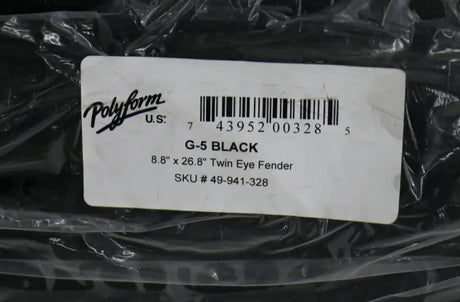 Polyform
U.S.
7 43952 00328 5
G-5 BLACK
8.8" x 26.8" Twin Eye Fender
SKU # 49-941-328